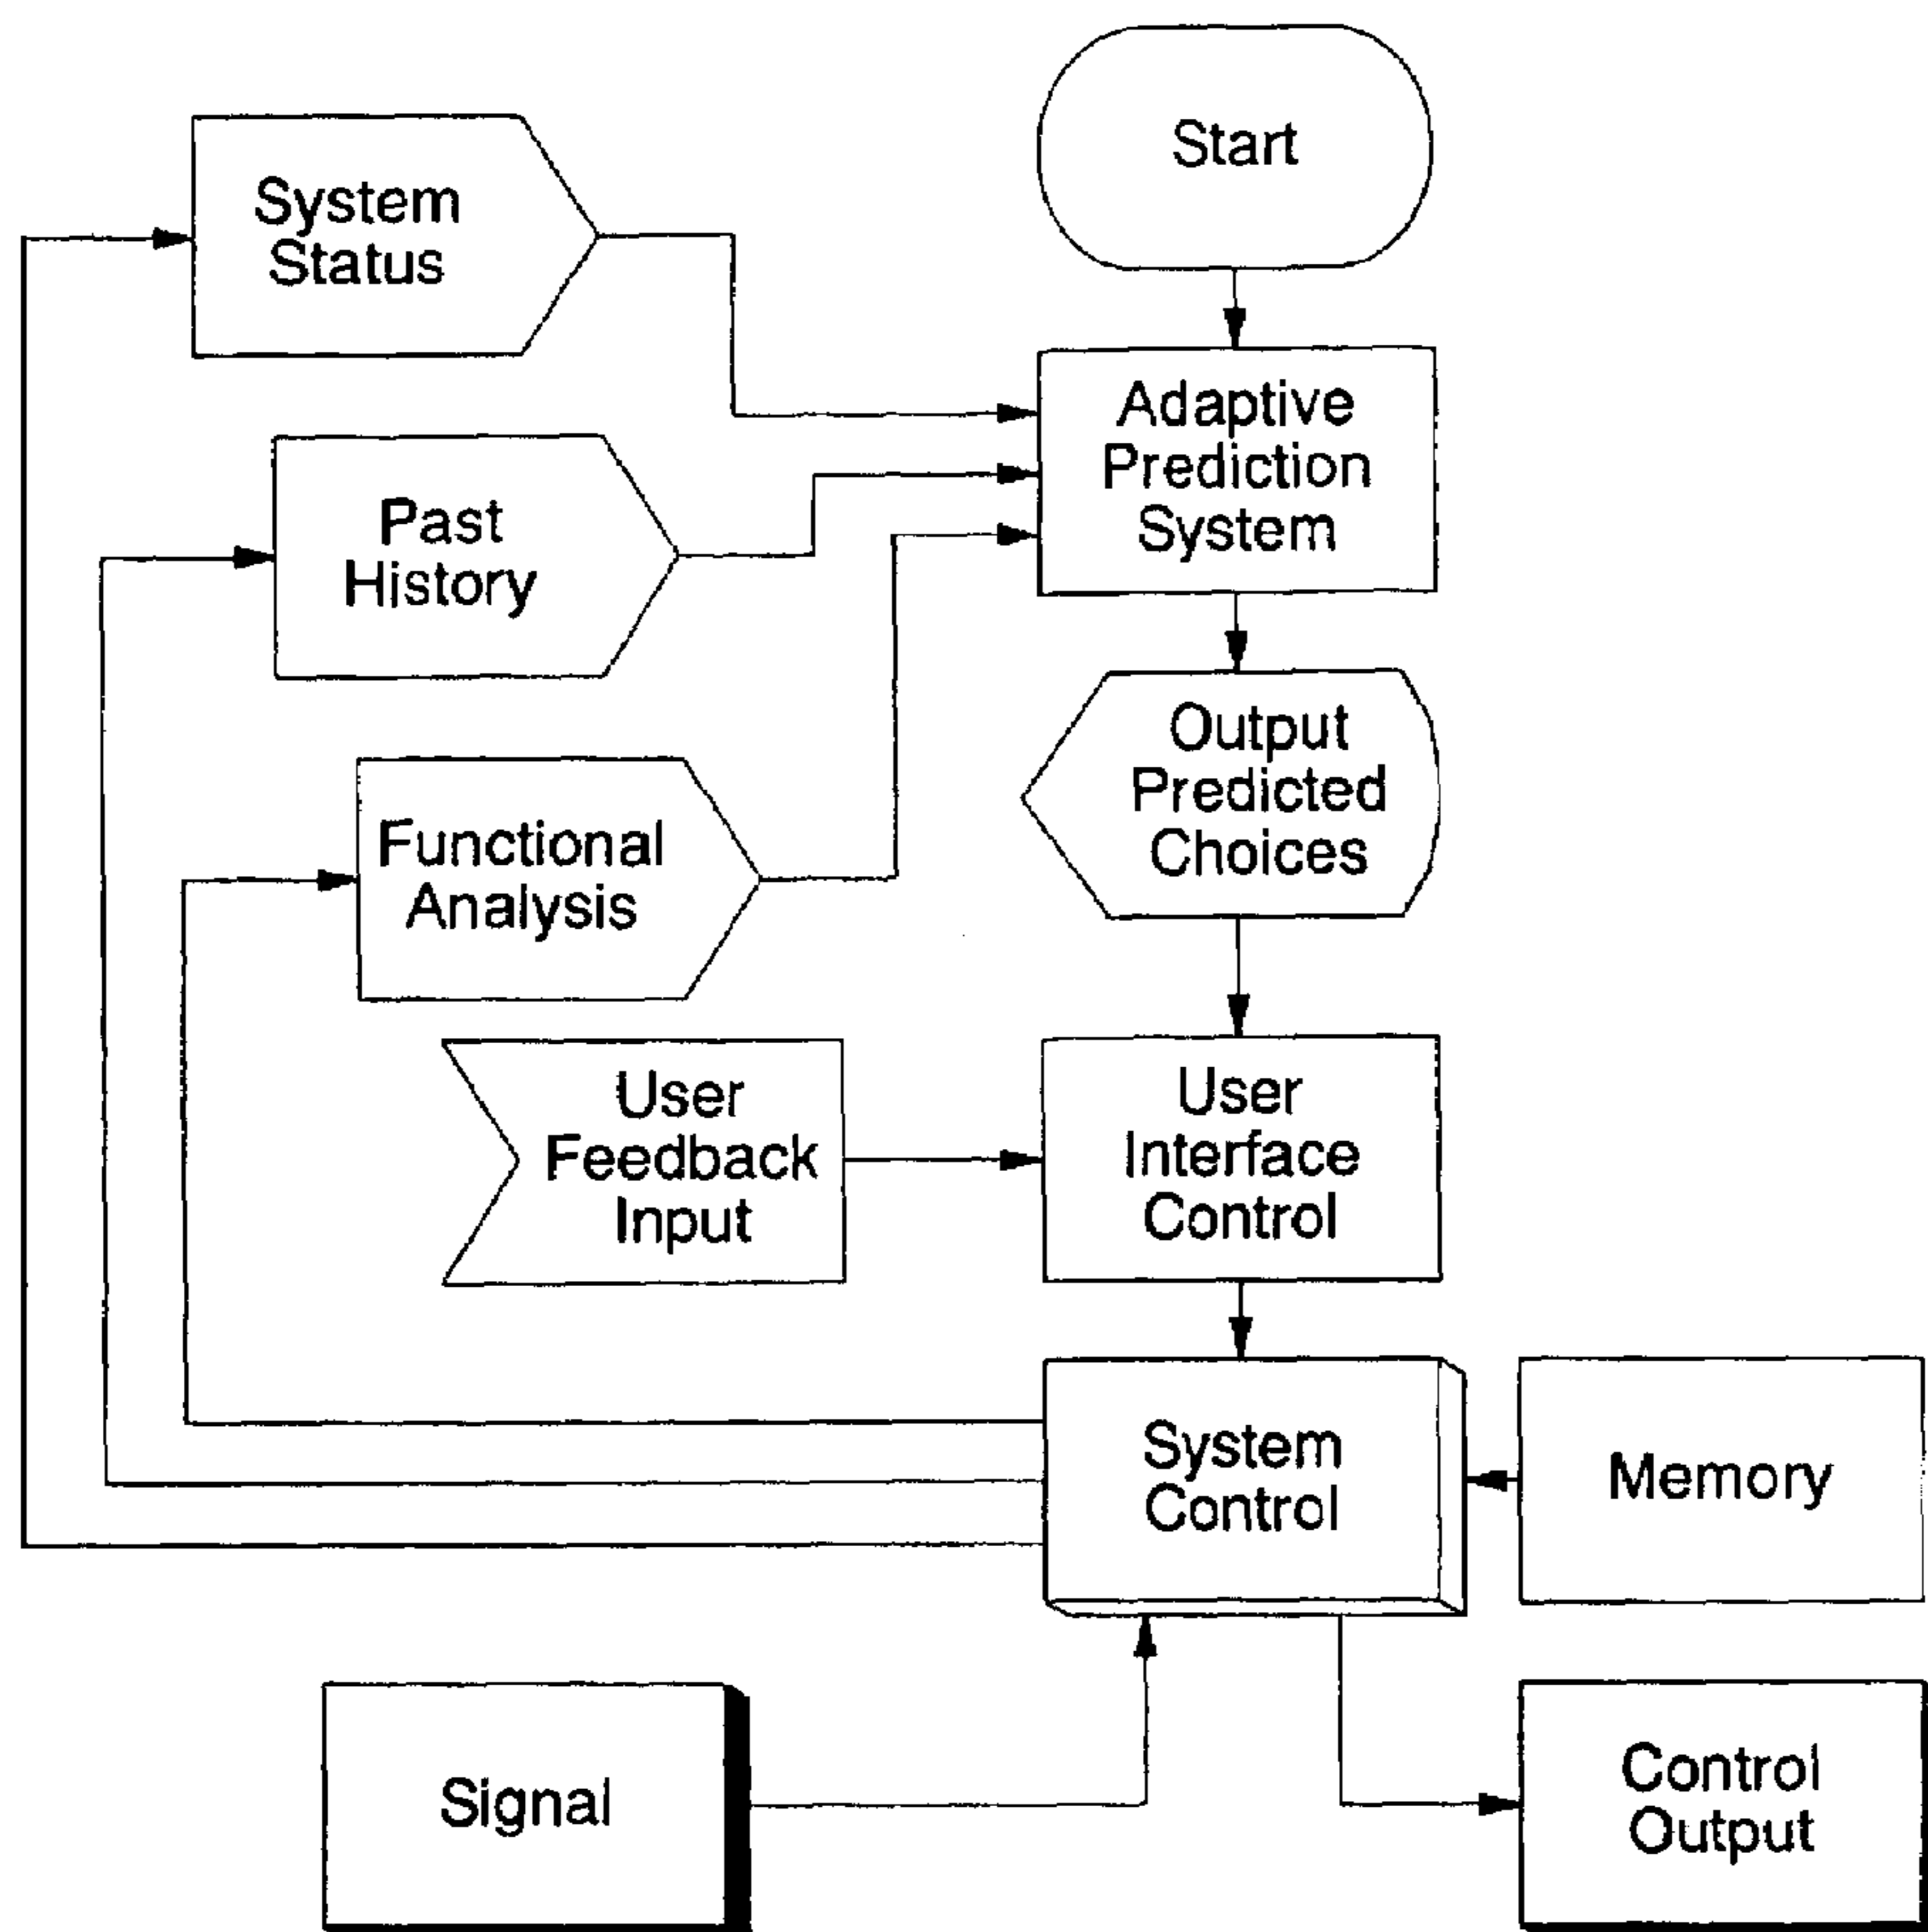 Start
System
Status
Adaptive
Prediction
System
Past
History
Output
Predicted
Choices
Functional
Analysis
User
Feedback
Input
User
Interface
Control
System
Control
Memory
Signal
Control
Output